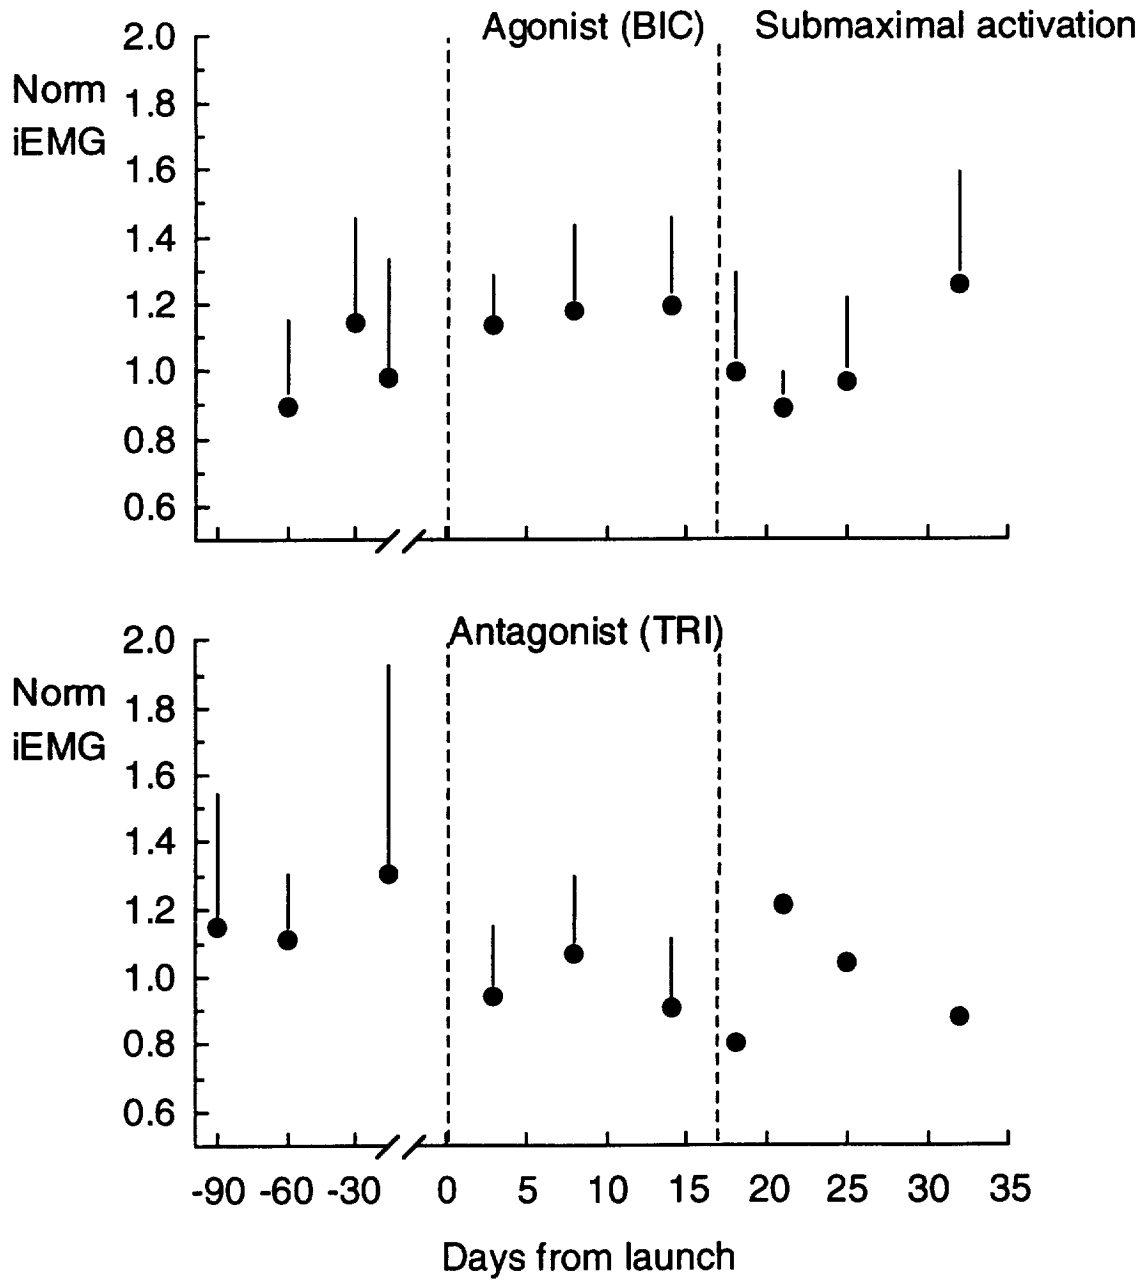 Agonist (BIC) Submaximal activation
Norm
iEMG
2.0
1.8
1.6
1.4
1.2
1.0
0.8
0.6
Antagonist (TRI)
Norm
iEMG
2.0
1.8
1.6
1.4
1.2
1.0
0.8
0.6
-90 -60 -30 0 5 10 15 20 25 30 35
Days from launch